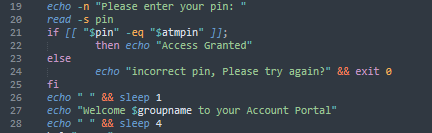 19 echo -n "Please enter your pin: "
20 read -s pin
21 if [[ "$pin" -eq "$atmpin" ]];
22 then echo "Access Granted"
23 else
24 echo "incorrect pin, Please try again?" && exit 0
25 fi
26 echo " " && sleep 1
27 echo "Welcome $groupname to your Account Portal"
28 echo " " && sleep 4